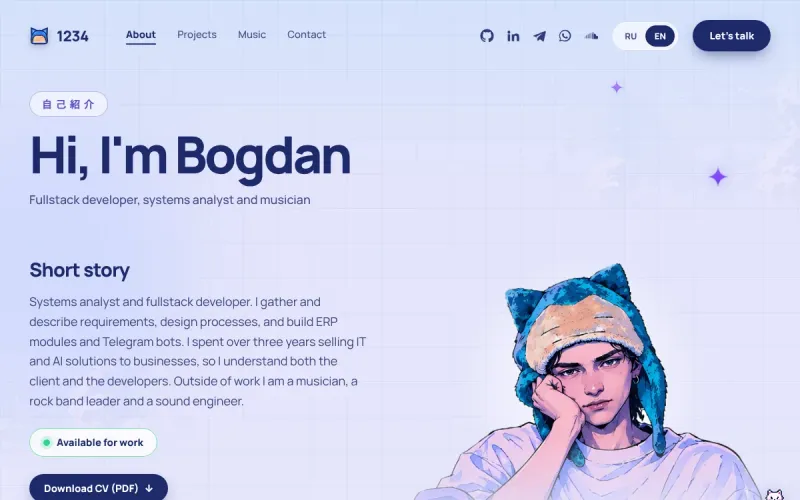 1234
About
Projects
Music
Contact
RU
EN
Let's talk
自己紹介
Hi, I'm Bogdan
Fullstack developer, systems analyst and musician
Short story
Systems analyst and fullstack developer. I gather and
describe requirements, design processes, and build ERP
modules and Telegram bots. I spent over three years selling IT
and AI solutions to businesses, so I understand both the
client and the developers. Outside of work I am a musician, a
rock band leader and a sound engineer.
Available for work
Download CV (PDF) ↓